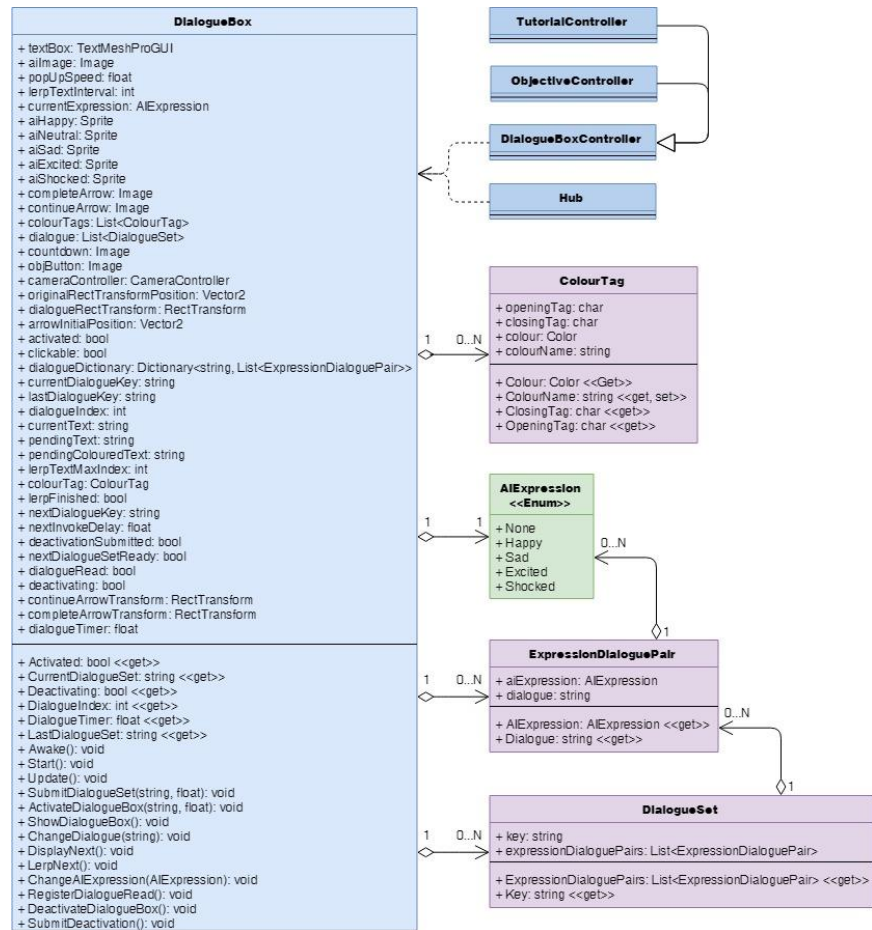 DialogueBox
+ textBox: TextMeshProGUI
+ aiImage: Image
+ popUpSpeed: float
+ lerpTextInterval: int
+ currentExpression: AIExpression
+ aiHappy: Sprite
+ aiNeutral: Sprite
+ aiSad: Sprite
+ aiExcited: Sprite
+ aiShocked: Sprite
+ completeArrow: Image
+ continueArrow: Image
+ colourTags: List<ColourTag>
+ dialogue: List<DialogueSet>
+ countdown: Image
+ objButton: Image
+ cameraController: CameraController
+ originalRectTransformPosition: Vector2
+ dialogueRectTransform: RectTransform
+ arrowInitialPosition: Vector2
+ activated: bool
+ clickable: bool
+ dialogueDictionary: Dictionary<string, List<ExpressionDialoguePair>>
+ currentDialogueKey: string
+ lastDialogueKey: string
+ dialogueIndex: int
+ currentText: string
+ pendingText: string
+ pendingColouredText: string
+ lerpTextMaxIndex: int
+ colourTag: ColourTag
+ lerpFinished: bool
+ nextDialogueKey: string
+ nextInvokeDelay: float
+ deactivationSubmitted: bool
+ nextDialogueSetReady: bool
+ dialogueRead: bool
+ deactivating: bool
+ continueArrowTransform: RectTransform
+ completeArrowTransform: RectTransform
+ dialogueTimer: float
+ Activated: bool <<get>>
+ CurrentDialogueSet: string <<get>>
+ Deactivating: bool <<get>>
+ DialogueIndex: int <<get>>
+ DialogueTimer: float <<get>>
+ LastDialogueSet: string <<get>>
+ Awake(): void
+ Start(): void
+ Update(): void
+ SubmitDialogueSet(string, float): void
+ ActivateDialogueBox(string, float): void
+ ShowDialogueBox(): void
+ ChangeDialogue(string): void
+ DisplayNext(): void
+ LerpNext(): void
+ ChangeAIExpression(AIExpression): void
+ RegisterDialogueRead(): void
+ DeactivateDialogueBox(): void
+ SubmitDeactivation(): void
TutorialController
ObjectiveController
DialogueBoxController
Hub
1 0...N
ColourTag
+ openingTag: char
+ closingTag: char
+ colour: Color
+ colourName: string
+ Colour: Color <<Get>>
+ ColourName: string <<get, set>>
+ ClosingTag: char <<get>>
+ OpeningTag: char <<get>>
1 1
AIExpression
<<Enum>>
+ None
+ Happy
+ Sad
+ Excited
+ Shocked
0...N
1
1 0...N
ExpressionDialoguePair
+ aiExpression: AIExpression
+ dialogue: string
+ AIExpression: AIExpression <<get>>
+ Dialogue: string <<get>>
0...N
1
1 0...N
DialogueSet
+ key: string
+ expressionDialoguePairs: List<ExpressionDialoguePair>
+ ExpressionDialoguePairs: List<ExpressionDialoguePair> <<get>>
+ Key: string <<get>>